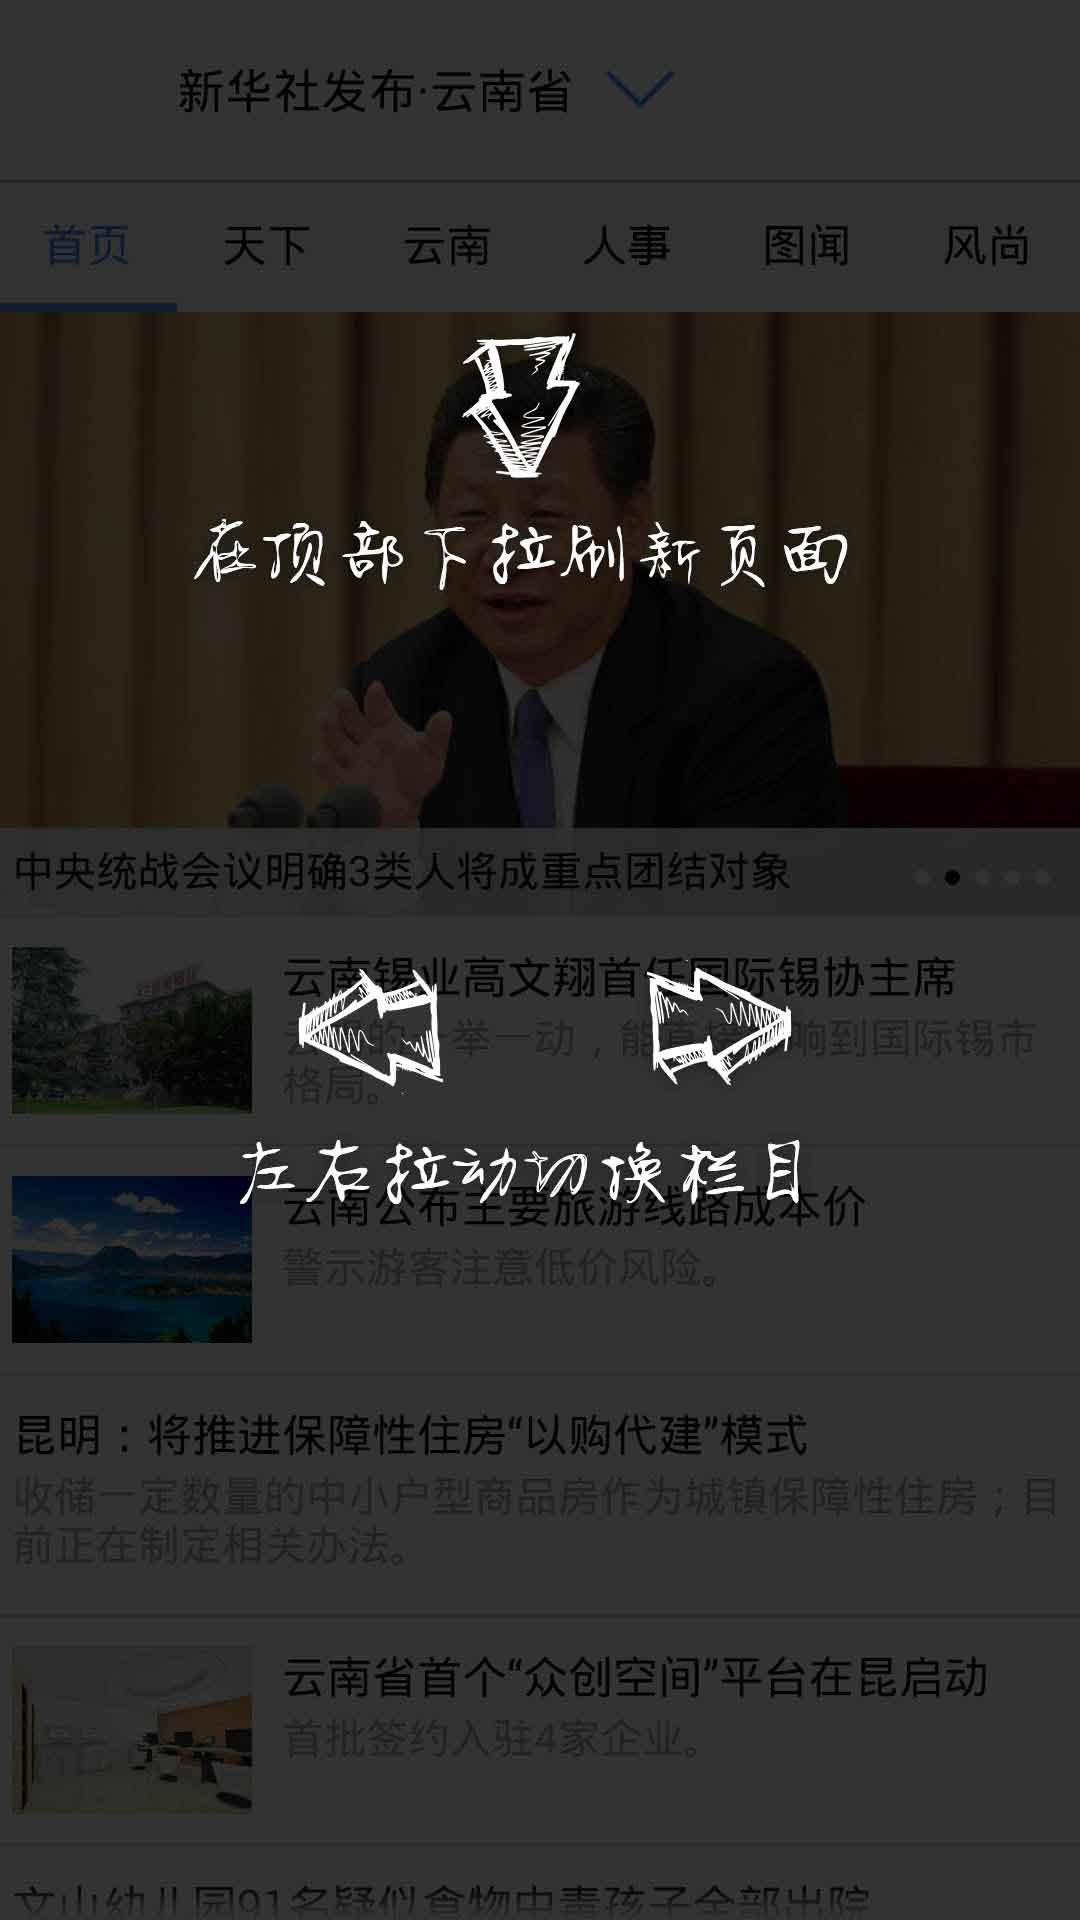 新华社发布·云南省
首页 天下 云南 人事 图闻 风尚
在顶部下拉刷新页面
中央统战会议明确3类人将成重点团结对象
云南锡业高文翔首任国际锡协主席
的一举一动，能 响到国际锡市
格局。
左右拉动切换栏目
云南公布主要旅游线路成本价
警示游客注意低价风险。
昆明：将推进保障性住房“以购代建”模式
收储一定数量的中小户型商品房作为城镇保障性住房；目
前正在制定相关办法。
云南省首个“众创空间”平台在昆启动
首批签约入驻4家企业。
文山幼儿园91名疑似食物中毒孩子全部出院